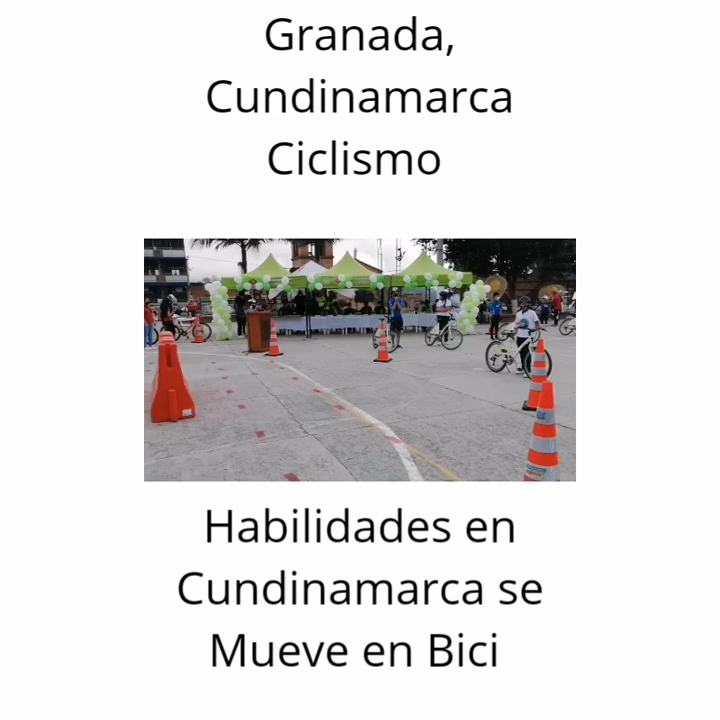 Granada,
Cundinamarca
Ciclismo
Habilidades en
Cundinamarca se
Mueve en Bici